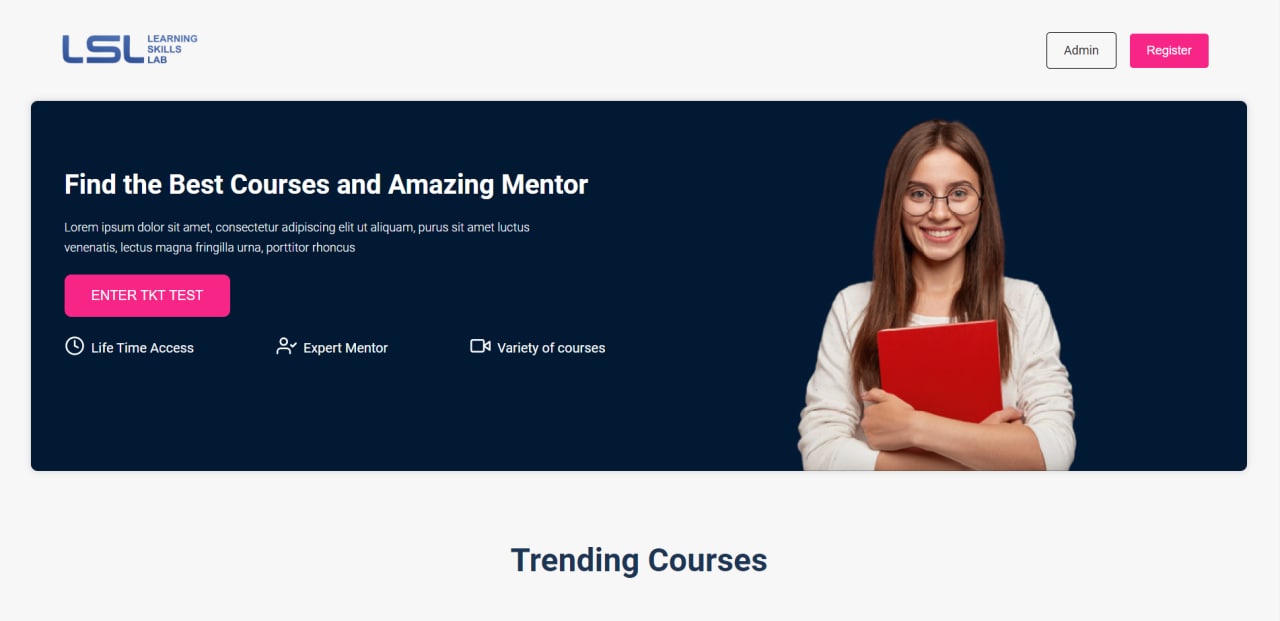 LSL LEARNING
SKILLS
LAB
Admin
Register
Find the Best Courses and Amazing Mentor
Lorem ipsum dolor sit amet, consectetur adipiscing elit ut aliquam, purus sit amet luctus
venenatis, lectus magna fringilla urna, porttitor rhoncus
ENTER TKT TEST
Life Time Access
Expert Mentor
Variety of courses
Trending Courses